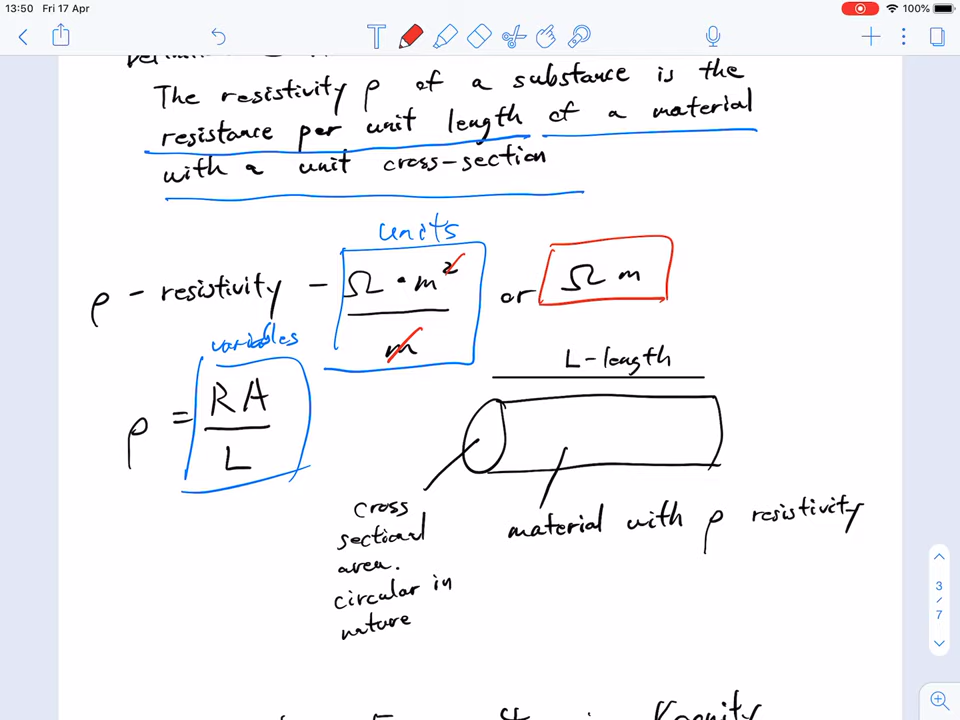 13:50 Fri 17 Apr
100%
The resistivity ρ of a substance is the
resistance per unit length of a material
with a unit cross-section
units
ρ - resistivity - Ω · m² / m or Ω m
variables
L - length
ρ = RA / L
cross
sectional
area.
circular in
nature
material with ρ resistivity
3
/
7